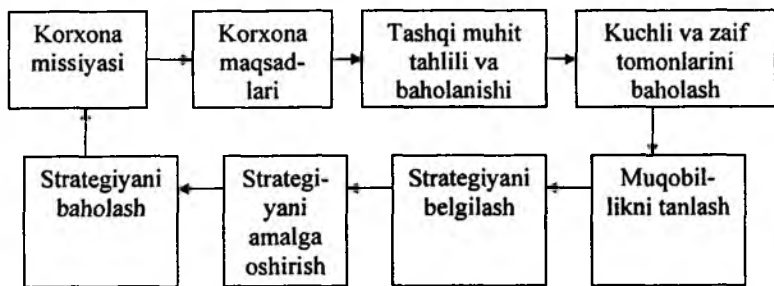 Korxona
missiyasi
Korxona
maqsad-
lari
Tashqi muhit
tahlili va
baholanishi
Kuchli va zaif
tomonlarini
baholash
Strategiyani
baholash
Strategi-
yani
amalga
oshirish
Strategiyani
belgilash
Muqobil-
likni tanlash